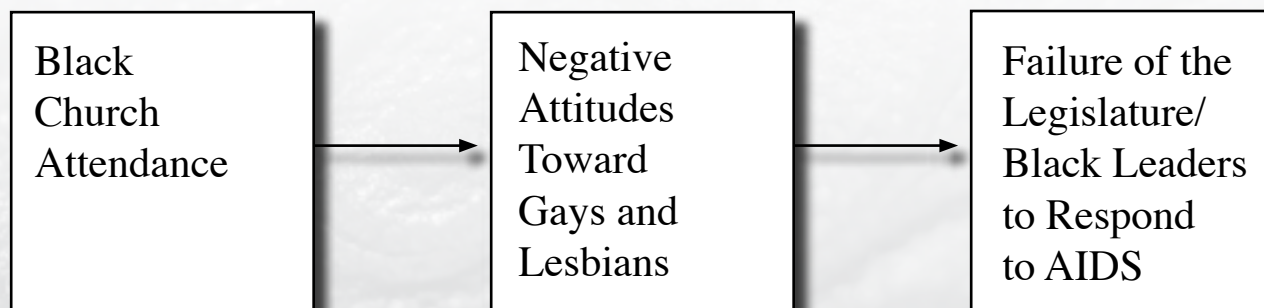 Black
Church
Attendance
Negative
Attitudes
Toward
Gays and
Lesbians
Failure of the
Legislature/
Black Leaders
to Respond
to AIDS